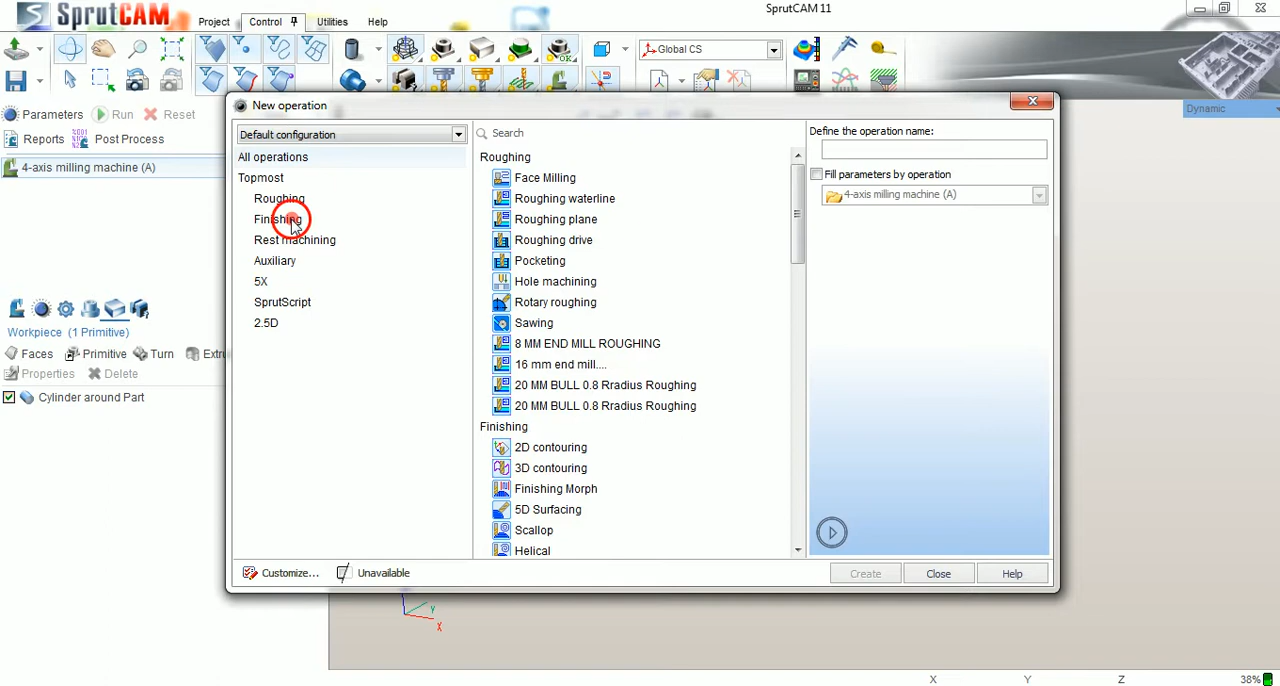 SprutCAM
Project
Control
Utilities
Help
SprutCAM 11
Global CS
Dynamic
Parameters
Run
Reset
Reports
Post Process
4-axis milling machine (A)
Workpiece (1 Primitive)
Faces
Primitive
Turn
Extru
Properties
Delete
Cylinder around Part
New operation
Default configuration
All operations
Topmost
Roughing
Finishing
Rest machining
Auxiliary
5X
SprutScript
2.5D
Customize...
Unavailable
Search
Roughing
Face Milling
Roughing waterline
Roughing plane
Roughing drive
Pocketing
Hole machining
Rotary roughing
Sawing
8 MM END MILL ROUGHING
16 mm end mill....
20 MM BULL 0.8 Rradius Roughing
20 MM BULL 0.8 Rradius Roughing
Finishing
2D contouring
3D contouring
Finishing Morph
5D Surfacing
Scallop
Helical
Define the operation name:
Fill parameters by operation
4-axis milling machine (A)
Create
Close
Help
Y
X
X
Y
Z
38%